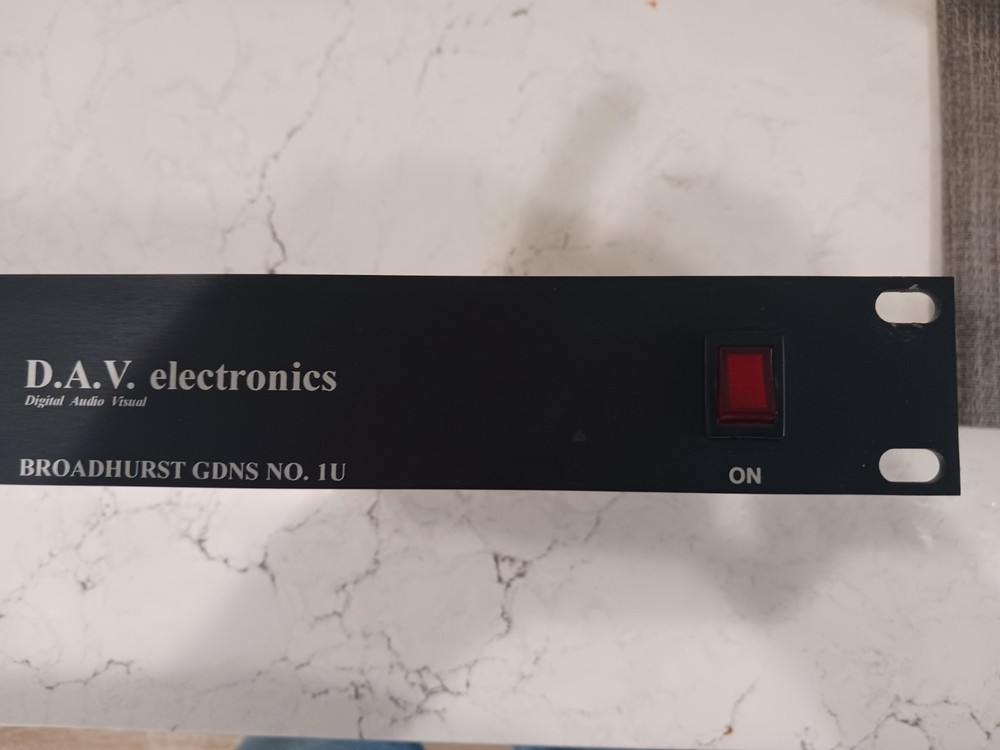 D.A.V. electronics
Digital Audio Visual
BROADHURST GDNS NO. 1U
ON